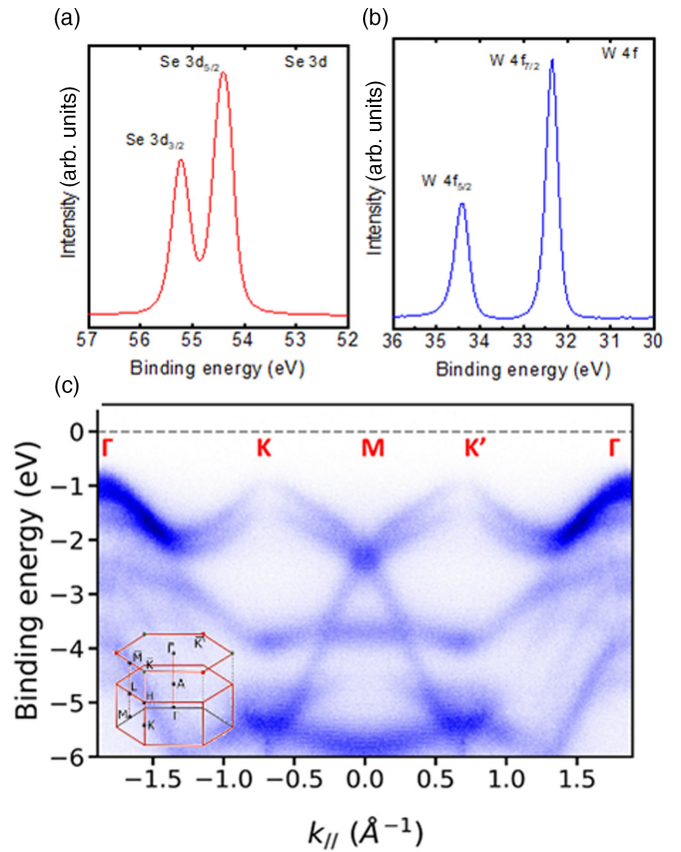 (a)
Se 3d5/2
Se 3d
Se 3d3/2
Intensity (arb. units)
57 56 55 54 53 52
Binding energy (eV)
(b)
W 4f7/2
W 4f
W 4f5/2
Intensity (arb. units)
36 35 34 33 32 31 30
Binding energy (eV)
(c)
Binding energy (eV)
0
Γ K M K’ Γ
−1
−2
−3
−4
−5
−6
M̅ K̅ Γ̅ K̅'
L H A
M K Γ
−1.5 −1.0 −0.5 0.0 0.5 1.0 1.5
k// (Å⁻¹)